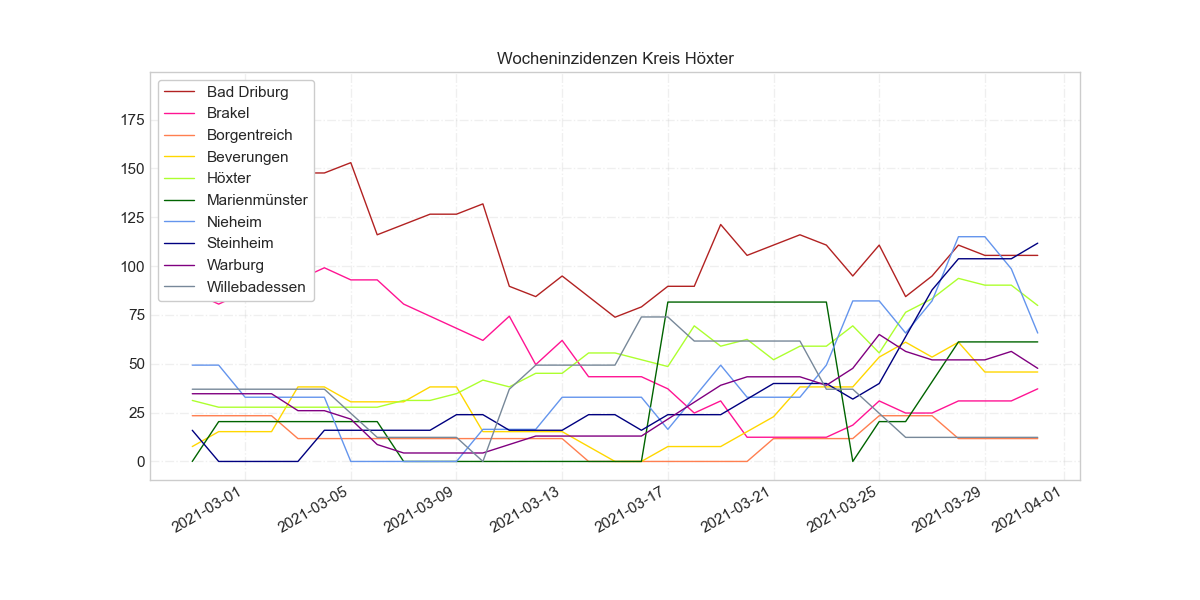 Wocheninzidenzen Kreis Höxter
Bad Driburg
Brakel
Borgentreich
Beverungen
Höxter
Marienmünster
Nieheim
Steinheim
Warburg
Willebadessen
175
150
125
100
75
50
25
0
2021-03-01
2021-03-05
2021-03-09
2021-03-13
2021-03-17
2021-03-21
2021-03-25
2021-03-29
2021-04-01